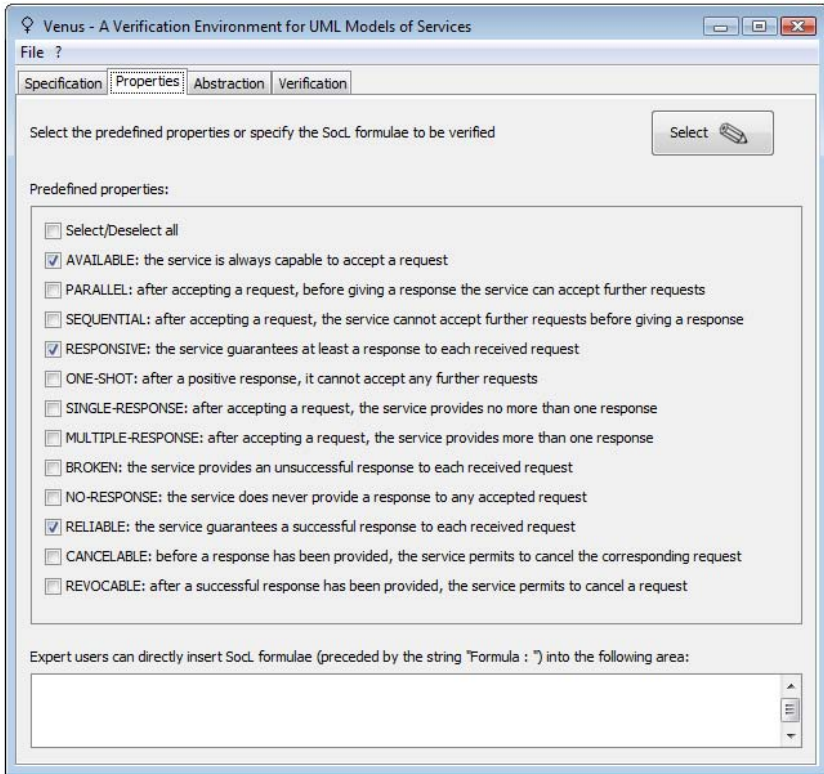 Venus - A Verification Environment for UML Models of Services
File ?
Specification Properties Abstraction Verification
Select the predefined properties or specify the SocL formulae to be verified Select
Predefined properties:
Select/Deselect all
AVAILABLE: the service is always capable to accept a request
PARALLEL: after accepting a request, before giving a response the service can accept further requests
SEQUENTIAL: after accepting a request, the service cannot accept further requests before giving a response
RESPONSIVE: the service guarantees at least a response to each received request
ONE-SHOT: after a positive response, it cannot accept any further requests
SINGLE-RESPONSE: after accepting a request, the service provides no more than one response
MULTIPLE-RESPONSE: after accepting a request, the service provides more than one response
BROKEN: the service provides an unsuccessful response to each received request
NO-RESPONSE: the service does never provide a response to any accepted request
RELIABLE: the service guarantees a successful response to each received request
CANCELABLE: before a response has been provided, the service permits to cancel the corresponding request
REVOCABLE: after a successful response has been provided, the service permits to cancel a request
Expert users can directly insert SocL formulae (preceded by the string "Formula : ") into the following area: